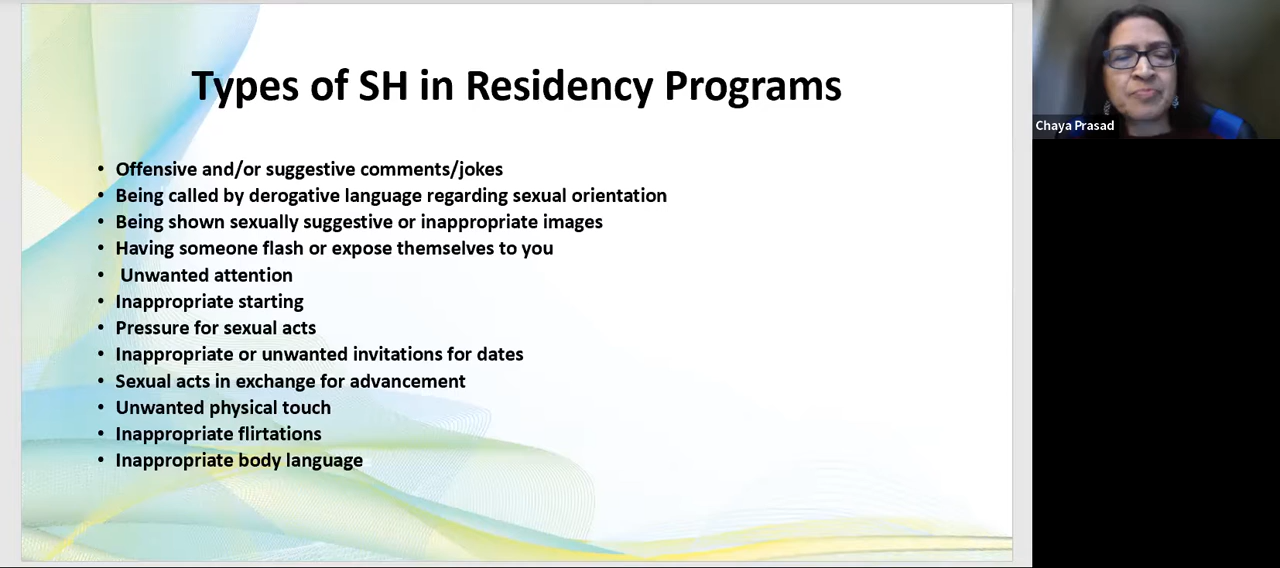 Types of SH in Residency Programs
• Offensive and/or suggestive comments/jokes
• Being called by derogative language regarding sexual orientation
• Being shown sexually suggestive or inappropriate images
• Having someone flash or expose themselves to you
• Unwanted attention
• Inappropriate starting
• Pressure for sexual acts
• Inappropriate or unwanted invitations for dates
• Sexual acts in exchange for advancement
• Unwanted physical touch
• Inappropriate flirtations
• Inappropriate body language
Chaya Prasad